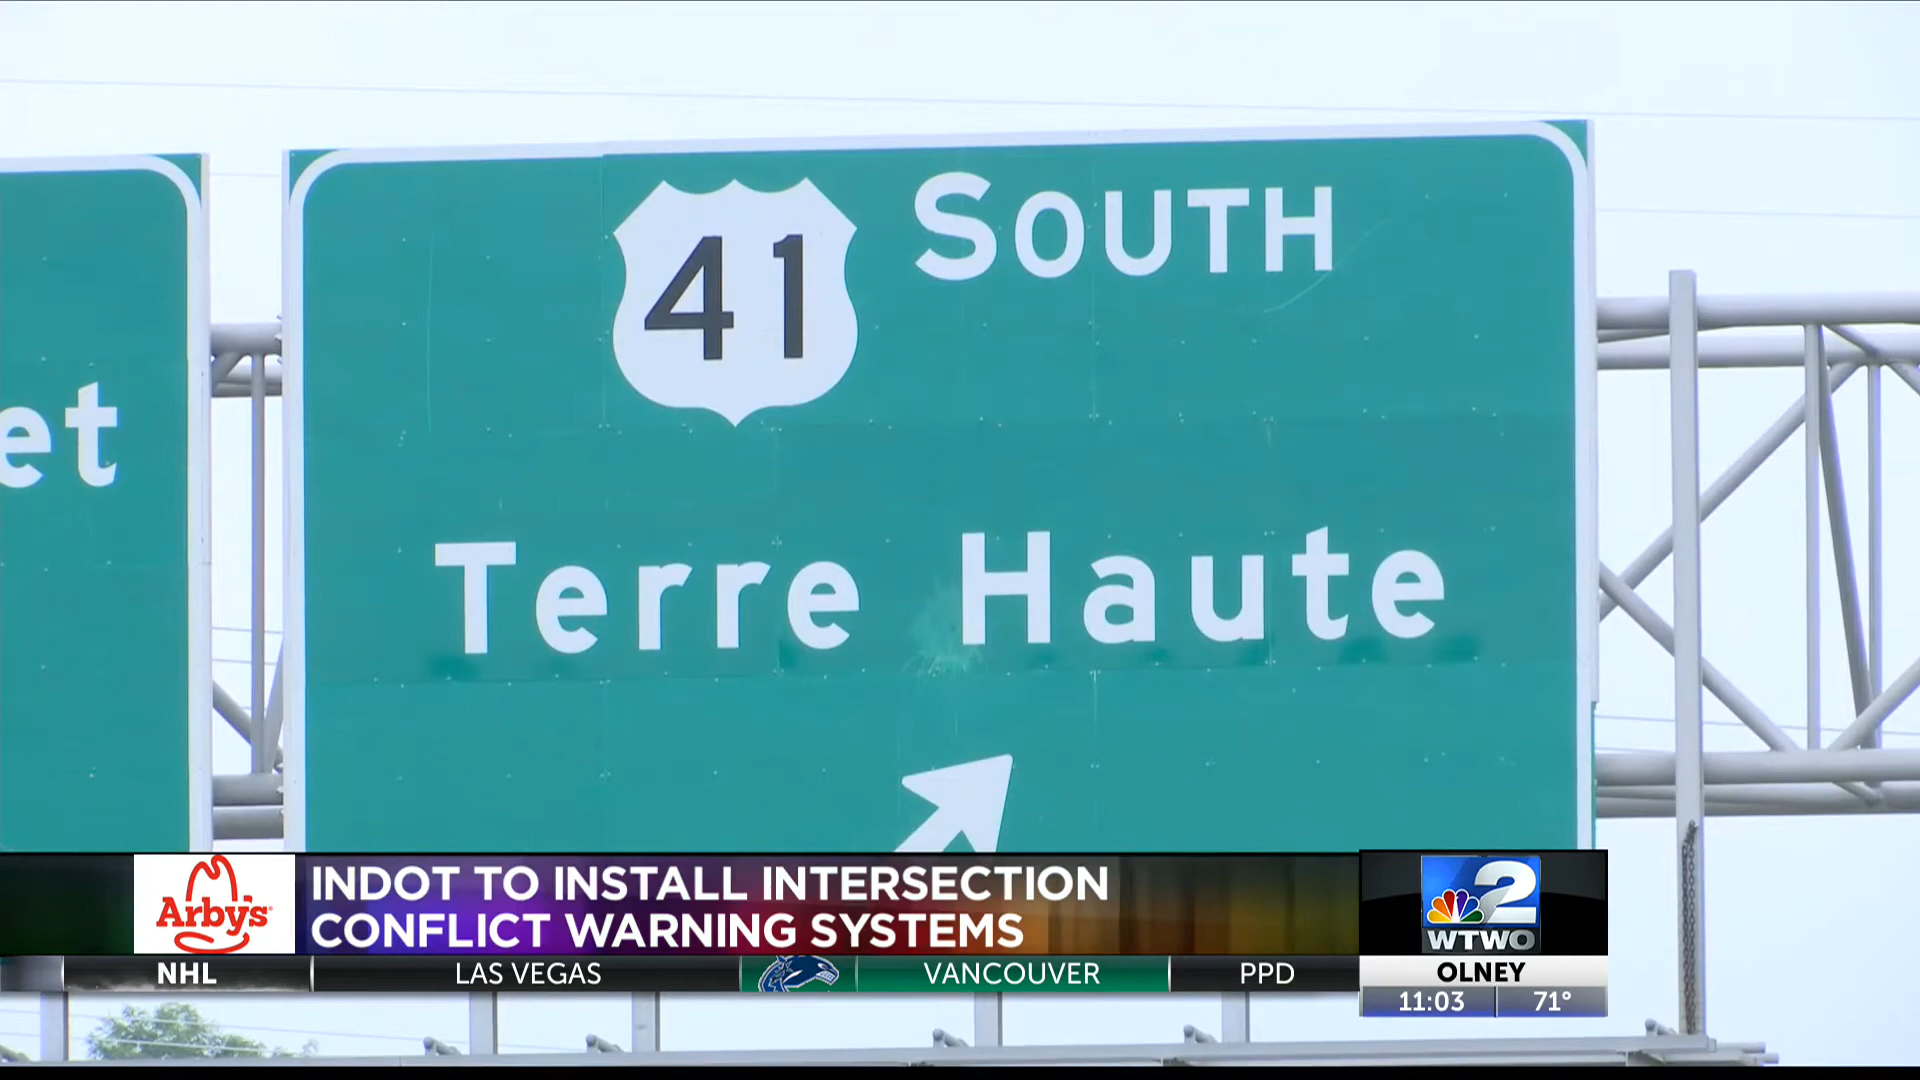 41 SOUTH
et
Terre Haute
Arby's
INDOT TO INSTALL INTERSECTION
CONFLICT WARNING SYSTEMS
2
WTWO
NHL LAS VEGAS VANCOUVER PPD
OLNEY
11:03 71°